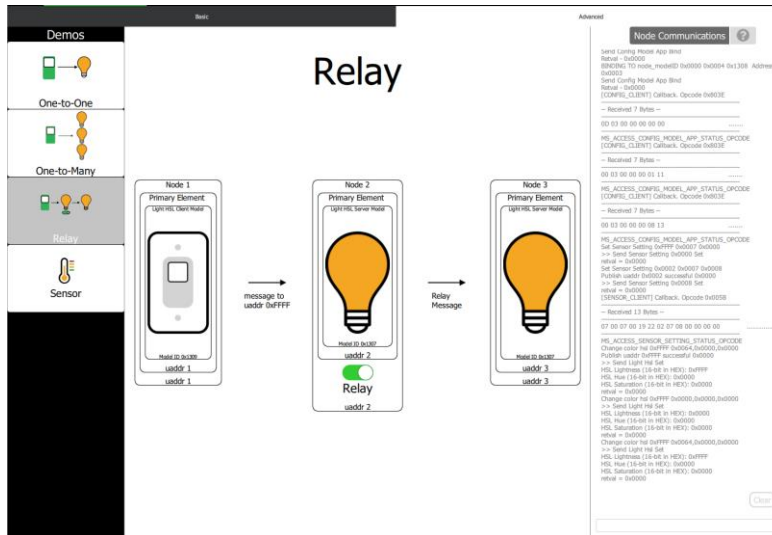 Basic
Advanced
Demos
One-to-One
One-to-Many
Relay
Sensor
Relay
Node 1
Primary Element
Light HSL Client Model
Model ID 0x1309
uaddr 1
uaddr 1
message to
uaddr 0xFFFF
Node 2
Primary Element
Light HSL Server Model
Model ID 0x1307
uaddr 2
Relay
uaddr 2
Relay
Message
Node 3
Primary Element
Light HSL Server Model
Model ID 0x1307
uaddr 3
uaddr 3
Node Communications ?
Send Config Model App Bind
Retval - 0x0000
BINDING TO node_modelID 0x0000 0x0004 0x1308 Address
0x0003
Send Config Model App Bind
Retval - 0x0000
[CONFIG_CLIENT] Callback. Opcode 0x803E
-- Received 7 Bytes --
0D 03 00 00 00 00 00 .......
MS_ACCESS_CONFIG_MODEL_APP_STATUS_OPCODE
[CONFIG_CLIENT] Callback. Opcode 0x803E
-- Received 7 Bytes --
00 03 00 00 00 01 11 .......
MS_ACCESS_CONFIG_MODEL_APP_STATUS_OPCODE
[CONFIG_CLIENT] Callback. Opcode 0x803E
-- Received 7 Bytes --
00 03 00 00 00 08 13 .......
MS_ACCESS_CONFIG_MODEL_APP_STATUS_OPCODE
Set Sensor Setting 0xFFFF 0x0007 0x0000
>> Send Sensor Setting 0x0000 Set
retval = 0x0000
Set Sensor Setting 0x0002 0x0007 0x0008
Publish uaddr 0x0002 successful 0x0000
>> Send Sensor Setting 0x0008 Set
retval = 0x0000
[SENSOR_CLIENT] Callback. Opcode 0x005B
-- Received 13 Bytes --
07 00 07 00 19 22 02 07 08 00 00 00 00 .............
MS_ACCESS_SENSOR_SETTING_STATUS_OPCODE
Change color hsl 0xFFFF 0x0064,0x0000,0x0000
Publish uaddr 0xFFFF successful 0x0000
>> Send Light Hsl Set
HSL Lightness (16-bit in HEX): 0xFFFF
HSL Hue (16-bit in HEX): 0x0000
HSL Saturation (16-bit in HEX): 0x0000
retval = 0x0000
Change color hsl 0xFFFF 0x0000,0x0000,0x0000
>> Send Light Hsl Set
HSL Lightness (16-bit in HEX): 0x0000
HSL Hue (16-bit in HEX): 0x0000
HSL Saturation (16-bit in HEX): 0x0000
retval = 0x0000
Change color hsl 0xFFFF 0x0064,0x0000,0x0000
>> Send Light Hsl Set
HSL Lightness (16-bit in HEX): 0xFFFF
HSL Hue (16-bit in HEX): 0x0000
HSL Saturation (16-bit in HEX): 0x0000
retval = 0x0000
Clear